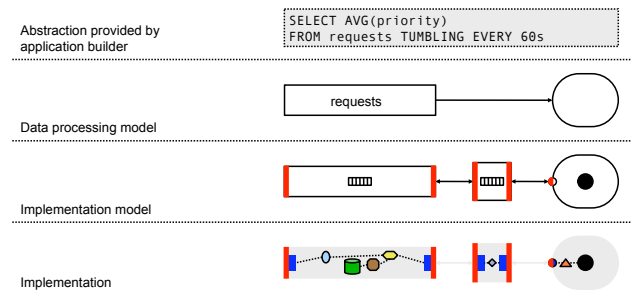 Abstraction provided by
application builder
SELECT AVG(priority)
FROM requests TUMBLING EVERY 60s
requests
Data processing model
Implementation model
Implementation